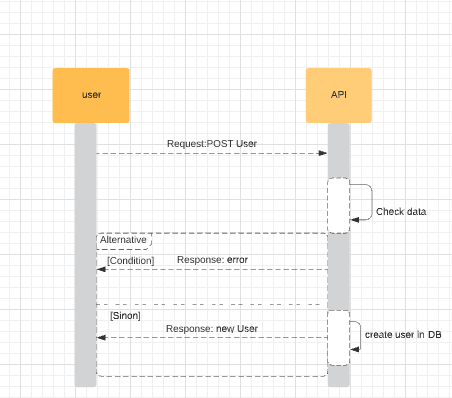 user
API
Request:POST User
Check data
Alternative
[Condition]
Response: error
[Sinon]
Response: new User
create user in DB